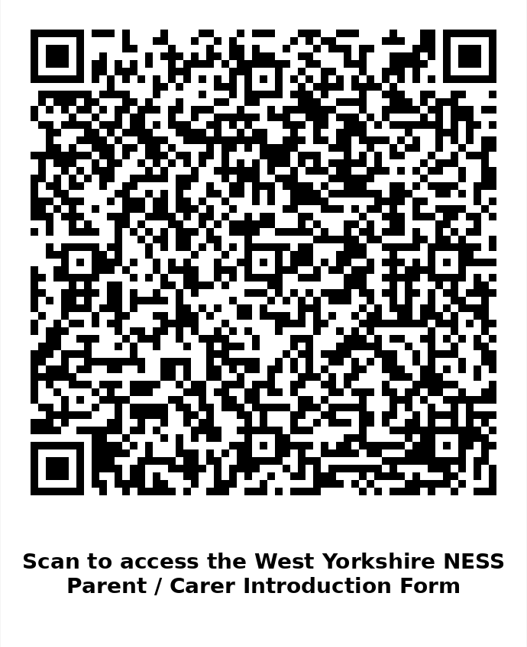 Scan to access the West Yorkshire NESS
Parent / Carer Introduction Form